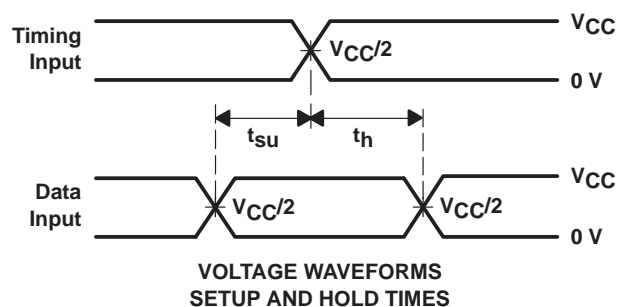 Timing
Input
VCC
VCC/2
0 V
tsu
th
Data
Input
VCC
VCC/2
VCC/2
0 V
VOLTAGE WAVEFORMS
SETUP AND HOLD TIMES